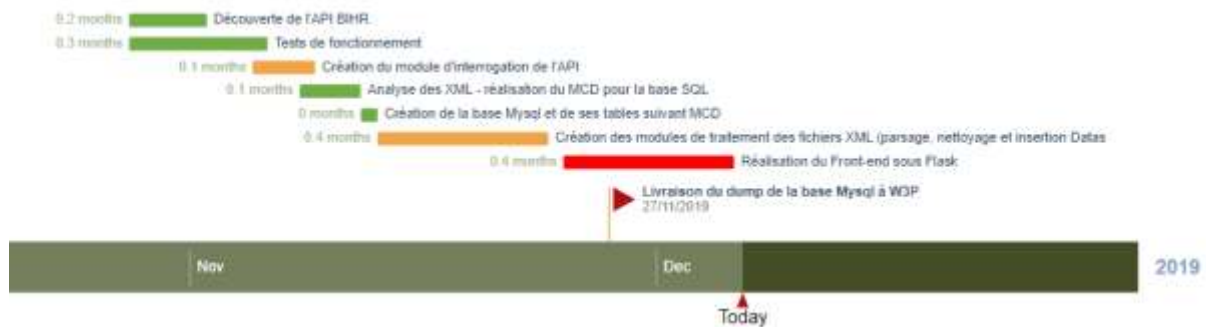 0.2 months Découverte de l'API BIHR
0.3 months Tests de fonctionnement
0.1 months Création du module d'interrogation de l'API
0.1 months Analyse des XML - réalisation du MCD pour la base SQL
0 months Création de la base Mysql et de ses tables suivant MCD
0.4 months Création des modules de traitement des fichiers XML (parsage, nettoyage et insertion Datas
0.4 months Réalisation du Front-end sous Flask
Livraison du dump de la base Mysql à W3P
27/11/2019
Nov Dec 2019
Today